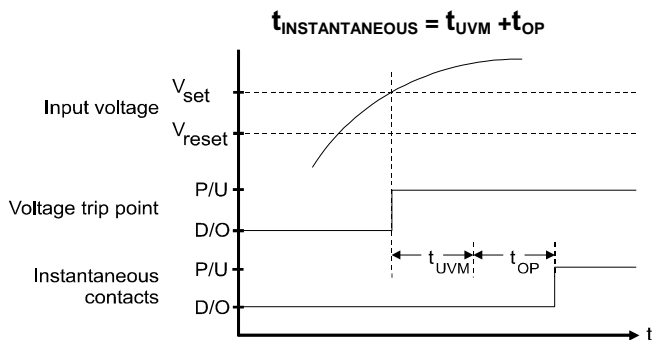 tINSTANTANEOUS = tUVM +tOP
Input voltage
Vset
Vreset
Voltage trip point
P/U
D/O
tUVM
tOP
Instantaneous
contacts
P/U
D/O
t